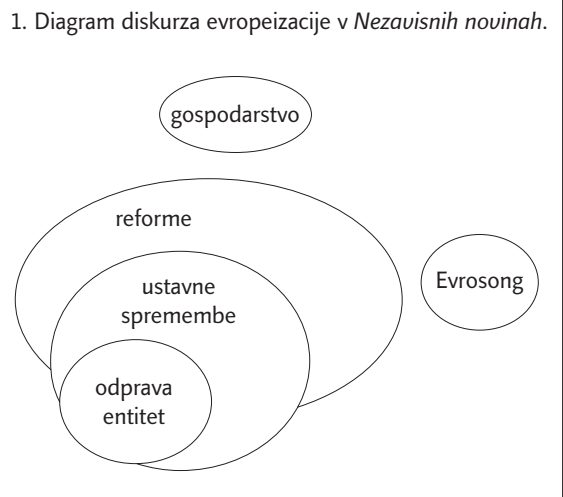 1. Diagram diskurza evropeizacije v Nezavisnih novinah.
gospodarstvo
reforme
Evrosong
ustavne
spremembe
odprava
entitet